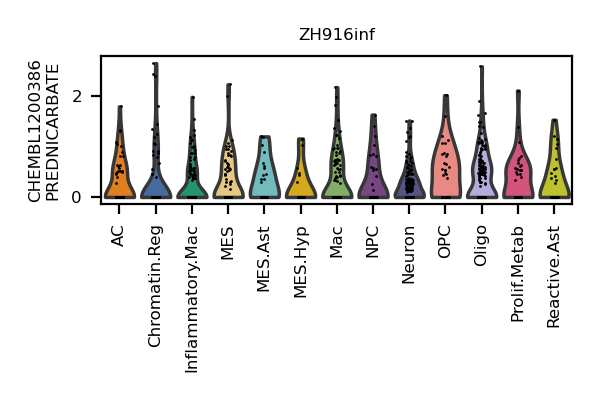 ZH916inf
CHEMBL1200386
PREDNICARBATE
2
0
AC
Chromatin.Reg
Inflammatory.Mac
MES
MES.Ast
MES.Hyp
Mac
NPC
Neuron
OPC
Oligo
Prolif.Metab
Reactive.Ast